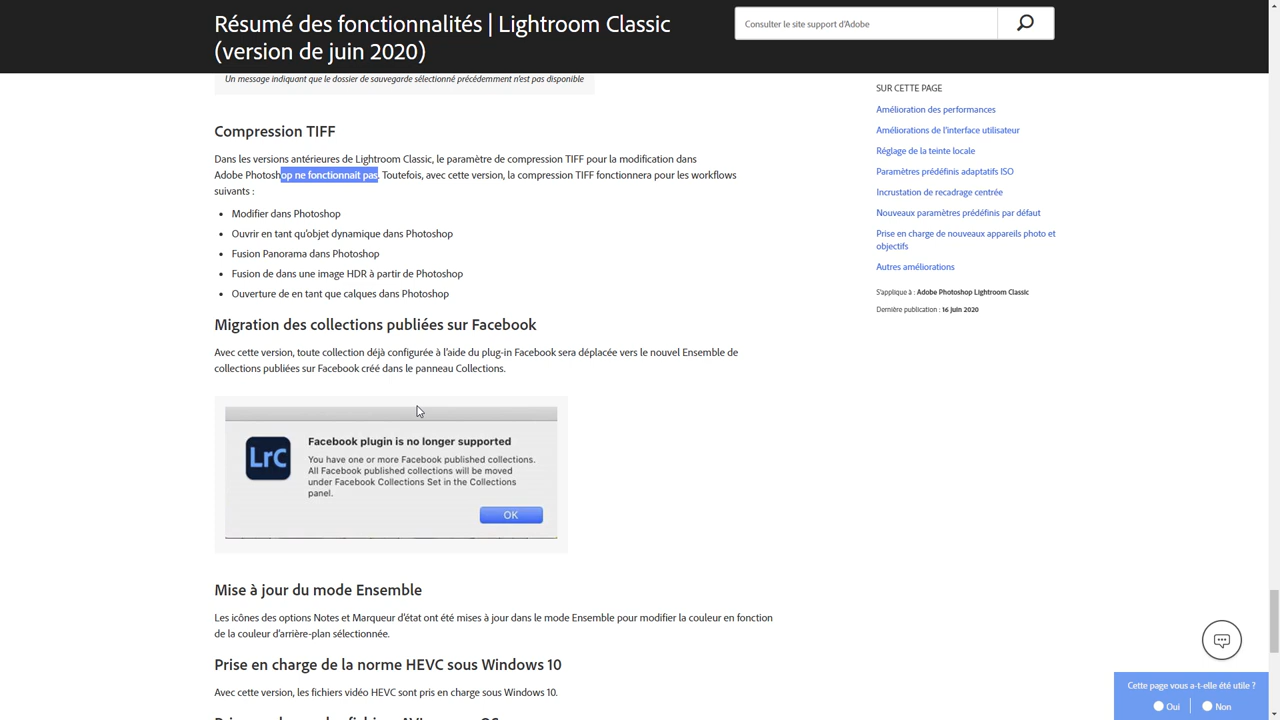 Résumé des fonctionnalités | Lightroom Classic
(version de juin 2020)
Consulter le site support d'Adobe
Un message indiquant que le dossier de sauvegarde sélectionné précédemment n'est pas disponible
Compression TIFF
Dans les versions antérieures de Lightroom Classic, le paramètre de compression TIFF pour la modification dans
Adobe Photoshop ne fonctionnait pas. Toutefois, avec cette version, la compression TIFF fonctionnera pour les workflows
suivants :
• Modifier dans Photoshop
• Ouvrir en tant qu'objet dynamique dans Photoshop
• Fusion Panorama dans Photoshop
• Fusion de dans une image HDR à partir de Photoshop
• Ouverture de en tant que calques dans Photoshop
Migration des collections publiées sur Facebook
Avec cette version, toute collection déjà configurée à l'aide du plug-in Facebook sera déplacée vers le nouvel Ensemble de
collections publiées sur Facebook créé dans le panneau Collections.
LrC
Facebook plugin is no longer supported
You have one or more Facebook published collections.
All Facebook published collections will be moved
under Facebook Collections Set in the Collections
panel.
OK
Mise à jour du mode Ensemble
Les icônes des options Notes et Marqueur d'état ont été mises à jour dans le mode Ensemble pour modifier la couleur en fonction
de la couleur d'arrière-plan sélectionnée.
Prise en charge de la norme HEVC sous Windows 10
Avec cette version, les fichiers vidéo HEVC sont pris en charge sous Windows 10.
SUR CETTE PAGE
Amélioration des performances
Améliorations de l'interface utilisateur
Réglage de la teinte locale
Paramètres prédéfinis adaptatifs ISO
Incrustation de recadrage centrée
Nouveaux paramètres prédéfinis par défaut
Prise en charge de nouveaux appareils photo et
objectifs
Autres améliorations
S'applique à : Adobe Photoshop Lightroom Classic
Dernière publication : 16 juin 2020
Cette page vous a-t-elle été utile ?
Oui
Non